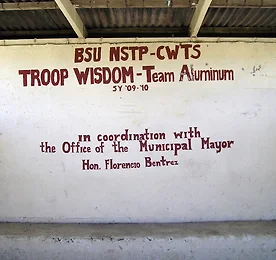 BSU NSTP-CWTS
TROOP WISDOM-Team Aluminum
SY '09-'10
in coordination with
the Office of the Municipal Mayor
Hon. Florencio Bentrez